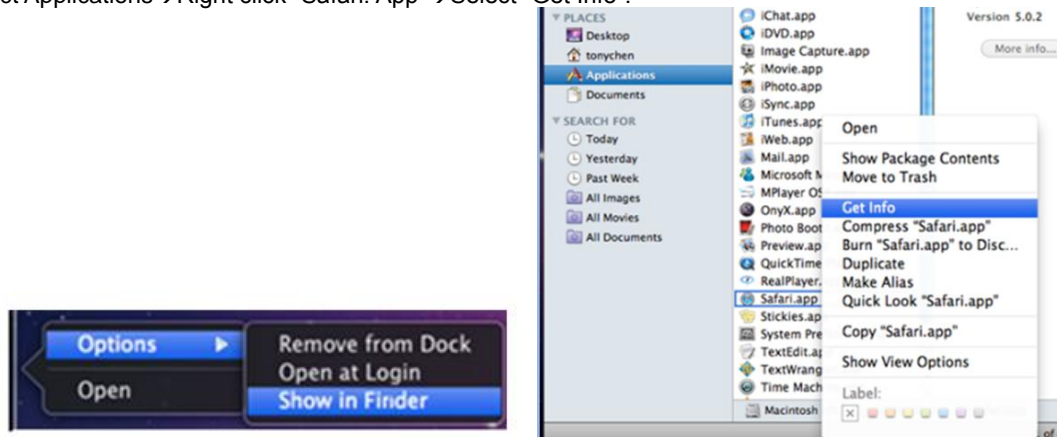 ct Applications→Right click "Safari. App"→Select "Get Info".
Options
Remove from Dock
Open at Login
Open
Show in Finder
PLACES
Desktop
tonychen
Applications
Documents
SEARCH FOR
Today
Yesterday
Past Week
All Images
All Movies
All Documents
iChat.app
iDVD.app
Image Capture.app
iMovie.app
iPhoto.app
iSync.app
iTunes.app
iWeb.app
Mail.app
Microsoft M
MPlayer OS
OnyX.app
Photo Boot
Preview.ap
QuickTime
RealPlayer.
Safari.app
Stickies.ap
System Pre
TextEdit.ap
TextWrang
Time Mach
Macintosh
Version 5.0.2
More info...
Open
Show Package Contents
Move to Trash
Get Info
Compress "Safari.app"
Burn "Safari.app" to Disc...
Duplicate
Make Alias
Quick Look "Safari.app"
Copy "Safari.app"
Show View Options
Label:
of